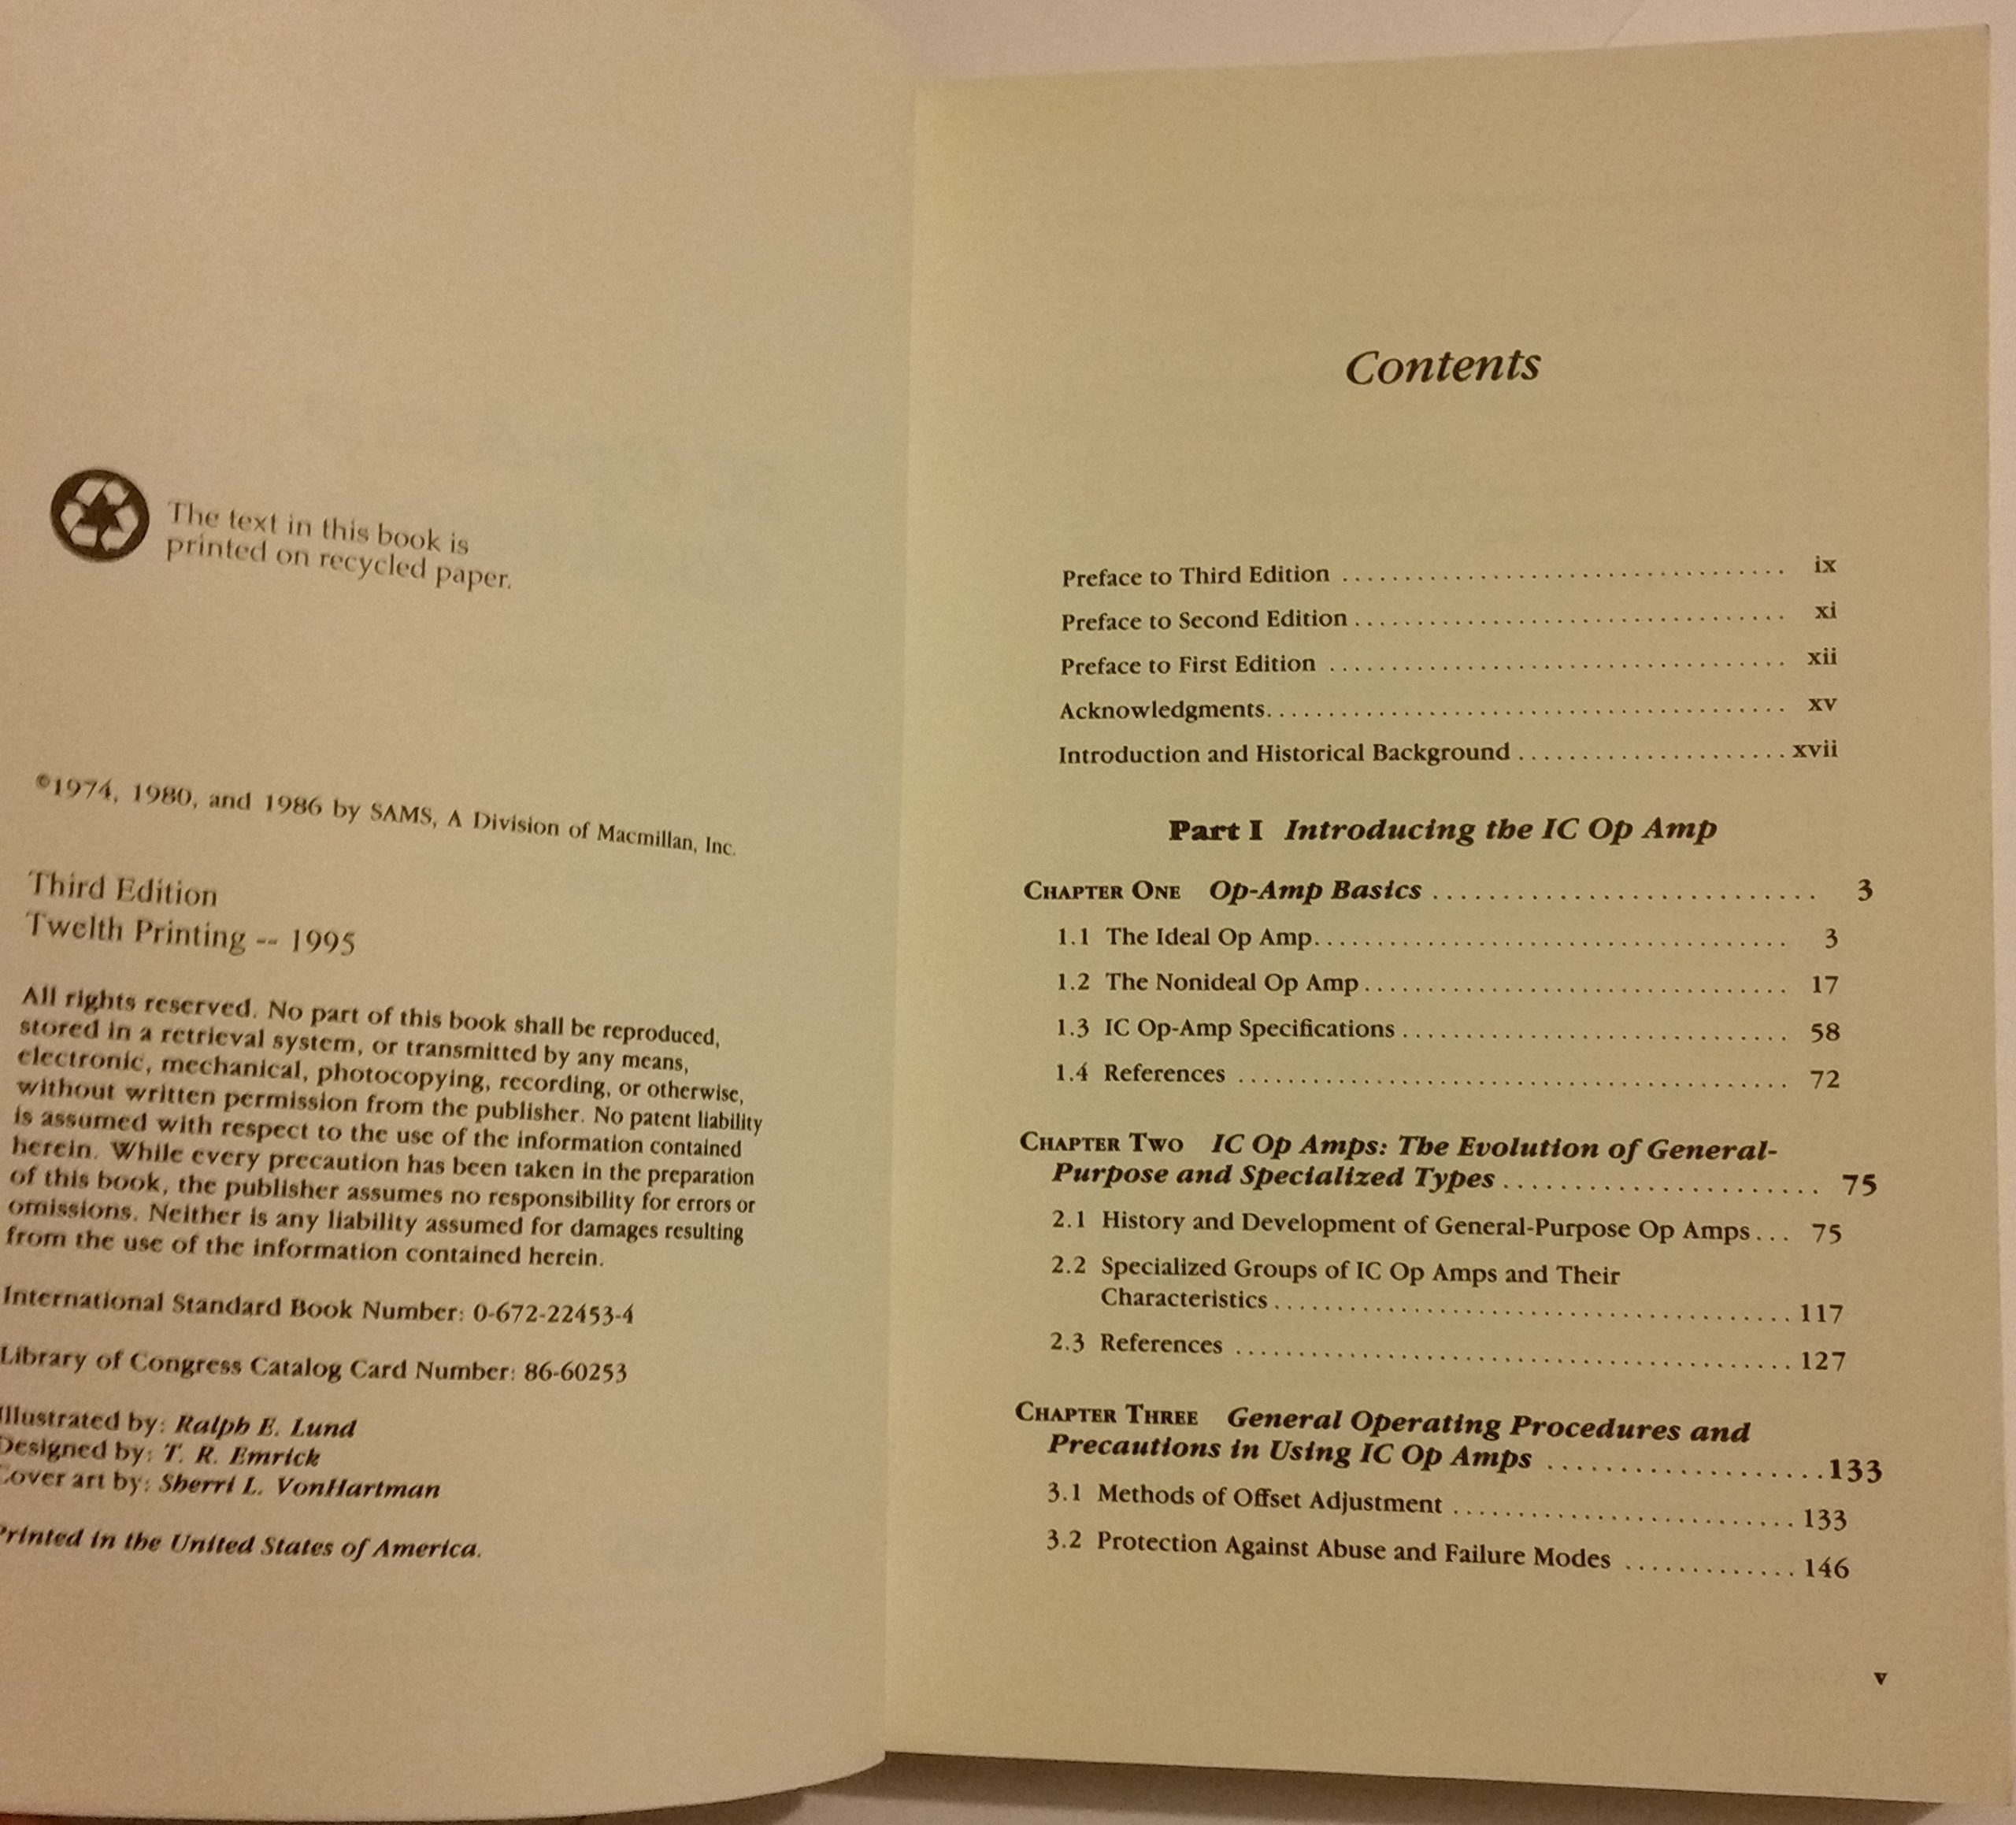 The text in this book is
printed on recycled paper.
©1974, 1980, and 1986 by SAMS, A Division of Macmillan, Inc.
Third Edition
Twelth Printing -- 1995
All rights reserved. No part of this book shall be reproduced,
stored in a retrieval system, or transmitted by any means,
electronic, mechanical, photocopying, recording, or otherwise,
without written permission from the publisher. No patent liability
is assumed with respect to the use of the information contained
herein. While every precaution has been taken in the preparation
of this book, the publisher assumes no responsibility for errors or
omissions. Neither is any liability assumed for damages resulting
from the use of the information contained herein.
International Standard Book Number: 0-672-22453-4
Library of Congress Catalog Card Number: 86-60253
Illustrated by: Ralph E. Lund
Designed by: T. R. Emrick
Cover art by: Sherri L. VonHartman
Printed in the United States of America.
Contents
Preface to Third Edition . . . . . . . . . . ix
Preface to Second Edition . . . . . . . . . . xi
Preface to First Edition . . . . . . . . . . xii
Acknowledgments. . . . . . . . . . xv
Introduction and Historical Background . . . . . . . . . . xvii
Part I Introducing the IC Op Amp
CHAPTER ONE Op-Amp Basics . . . . . . . . . . 3
1.1 The Ideal Op Amp. . . . . . . . . . 3
1.2 The Nonideal Op Amp . . . . . . . . . . 17
1.3 IC Op-Amp Specifications . . . . . . . . . . 58
1.4 References . . . . . . . . . . 72
CHAPTER TWO IC Op Amps: The Evolution of General-
Purpose and Specialized Types . . . . . . . . . . 75
2.1 History and Development of General-Purpose Op Amps . . . 75
2.2 Specialized Groups of IC Op Amps and Their
Characteristics . . . . . . . . . . 117
2.3 References . . . . . . . . . . 127
CHAPTER THREE General Operating Procedures and
Precautions in Using IC Op Amps . . . . . . . . . . 133
3.1 Methods of Offset Adjustment . . . . . . . . . . 133
3.2 Protection Against Abuse and Failure Modes . . . . . . . . . . 146
v